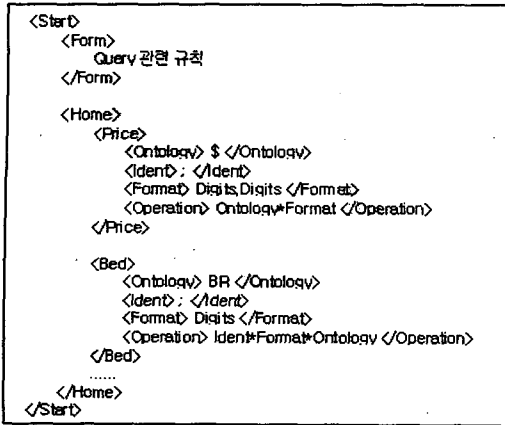 <Start>
<Form>
Query 관련 규칙
</Form>
<Home>
<Price>
<Ontology> $ </Ontology>
<Ident> ; </Ident>
<Format> Digits,Digits </Format>
<Operation> Ontology*Format </Operation>
</Price>
<Bed>
<Ontology> BR </Ontology>
<Ident> ; </Ident>
<Format> Digits </Format>
<Operation> Ident*Format*Ontology </Operation>
</Bed>
......
</Home>
</Start>